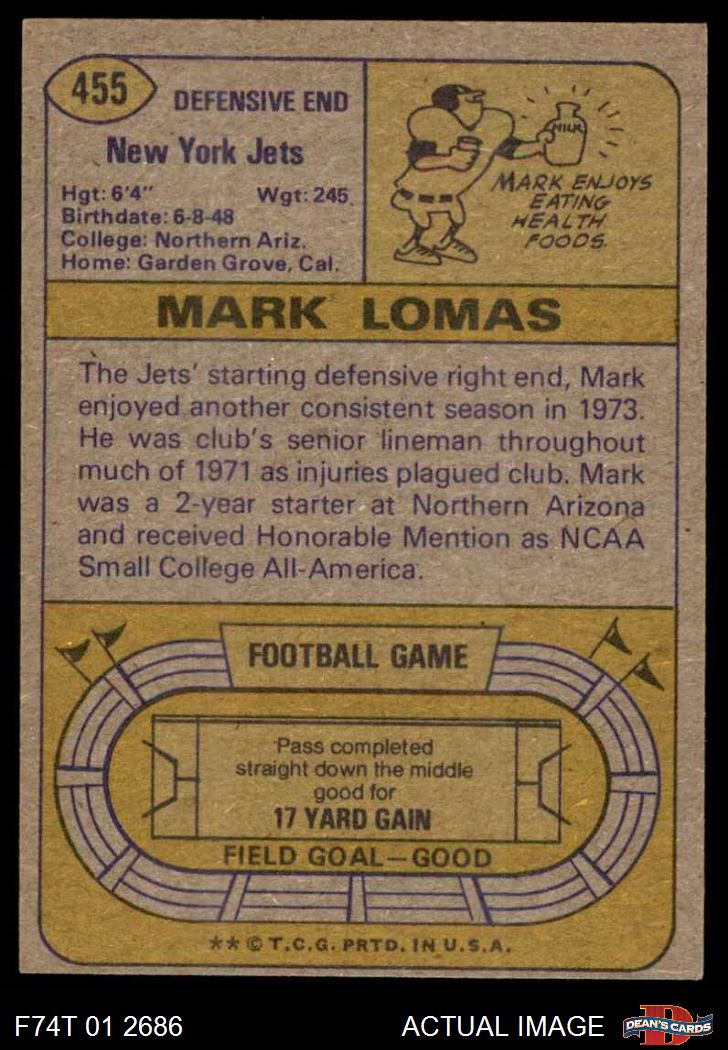 455
DEFENSIVE END
New York Jets
Hgt: 6'4" Wgt: 245
Birthdate: 6-8-48
College: Northern Ariz.
Home: Garden Grove, Cal.
MILK
MARK ENJOYS
EATING
HEALTH
FOODS.
MARK LOMAS
The Jets' starting defensive right end, Mark
enjoyed another consistent season in 1973.
He was club's senior lineman throughout
much of 1971 as injuries plagued club. Mark
was a 2-year starter at Northern Arizona
and received Honorable Mention as NCAA
Small College All-America.
FOOTBALL GAME
Pass completed
straight down the middle
good for
17 YARD GAIN
FIELD GOAL—GOOD
** © T.C.G. PRTD. IN U.S.A.
F74T 01 2686 ACTUAL IMAGE
D
DEAN'S CARDS